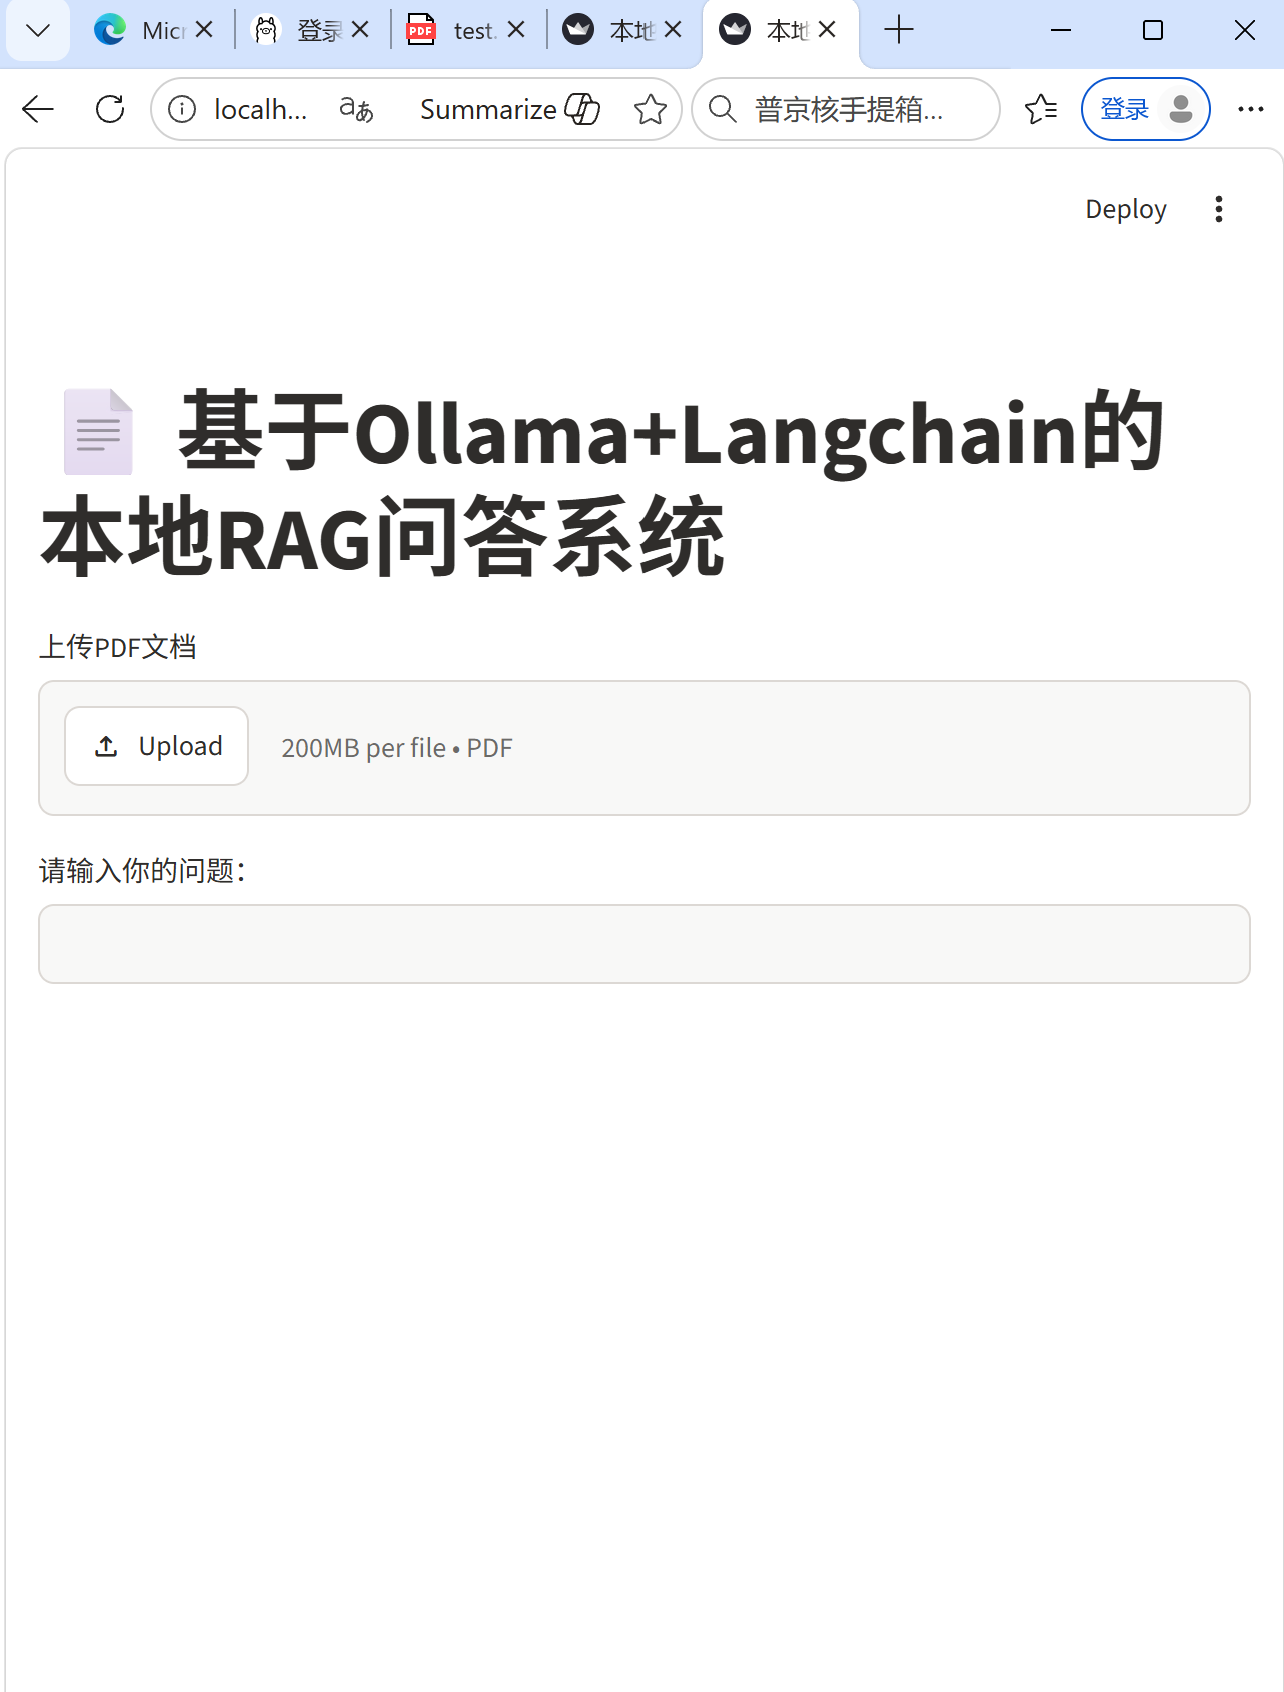 Micr 登录 PDF test. 本地 本地
localh... aあ Summarize 普京核手提箱... 登录
Deploy
基于Ollama+Langchain的
本地RAG问答系统
上传PDF文档
Upload 200MB per file • PDF
请输入你的问题：